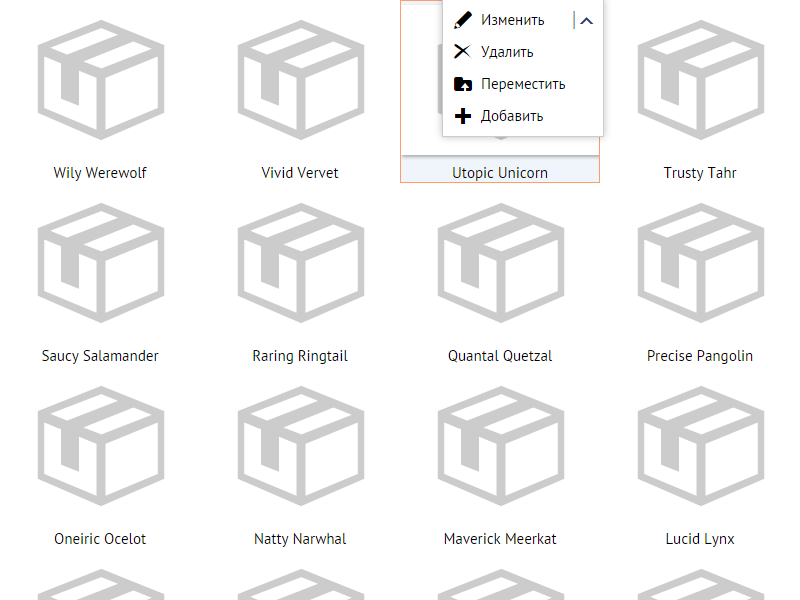 Изменить
Удалить
Переместить
Добавить
Wily Werewolf
Vivid Vervet
Utopic Unicorn
Trusty Tahr
Saucy Salamander
Raring Ringtail
Quantal Quetzal
Precise Pangolin
Oneiric Ocelot
Natty Narwhal
Maverick Meerkat
Lucid Lynx